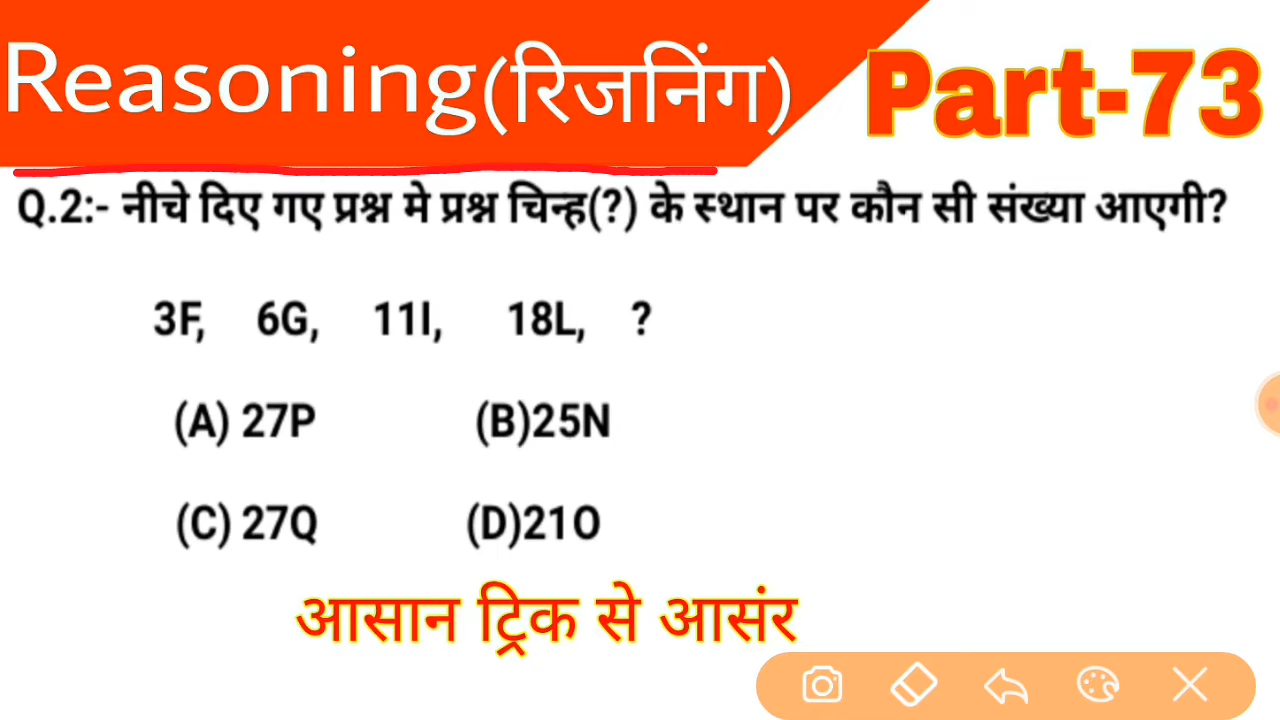 Reasoning(रिजनिंग)
Part-73
Q.2:- नीचे दिए गए प्रश्न मे प्रश्न चिन्ह(?) के स्थान पर कौन सी संख्या आएगी?
3F, 6G, 11I, 18L, ?
(A) 27P (B)25N
(C) 27Q (D)21O
आसान ट्रिक से आसंर